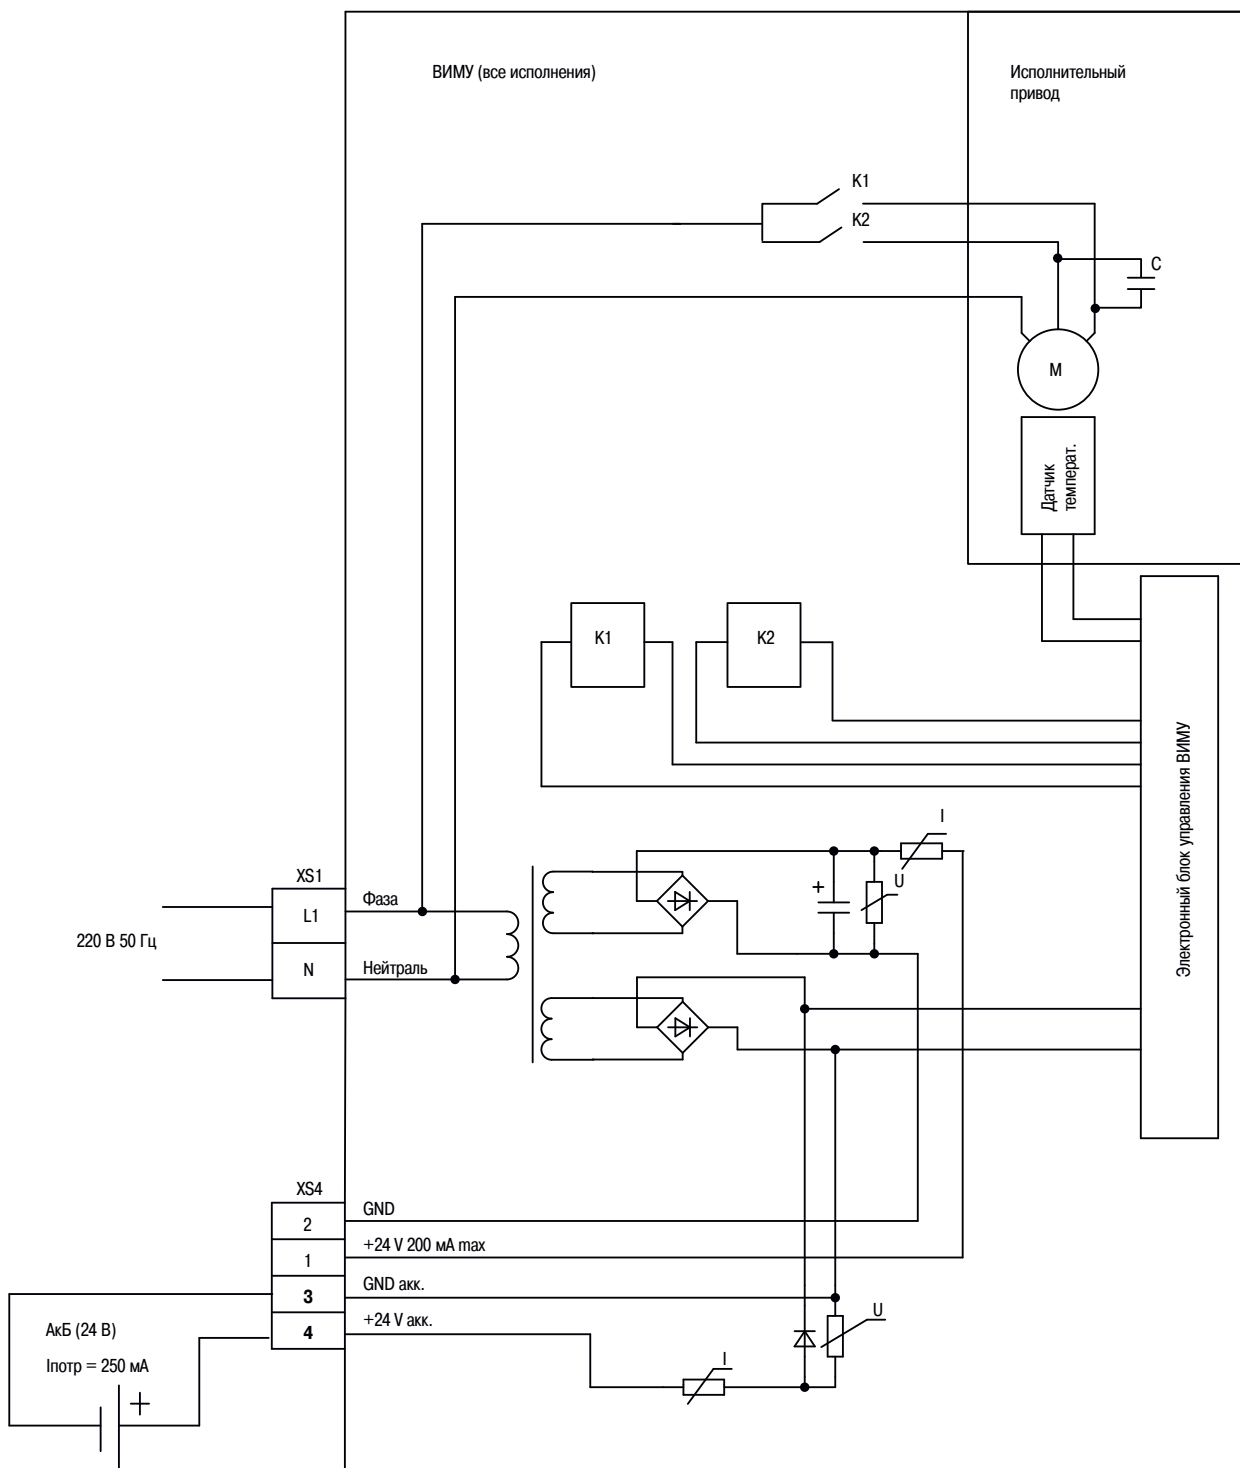 ВИМУ (все исполнения)
Исполнительный
привод
K1
K2
C
M
Датчик
температ.
K1
K2
Электронный блок управления ВИМУ
I
U
+
XS1
L1
Фаза
220 В 50 Гц
N
Нейтраль
XS4
2
GND
1
+24 V 200 мА max
3
GND акк.
4
+24 V акк.
U
I
АкБ (24 В)
Iпотр = 250 мА
+